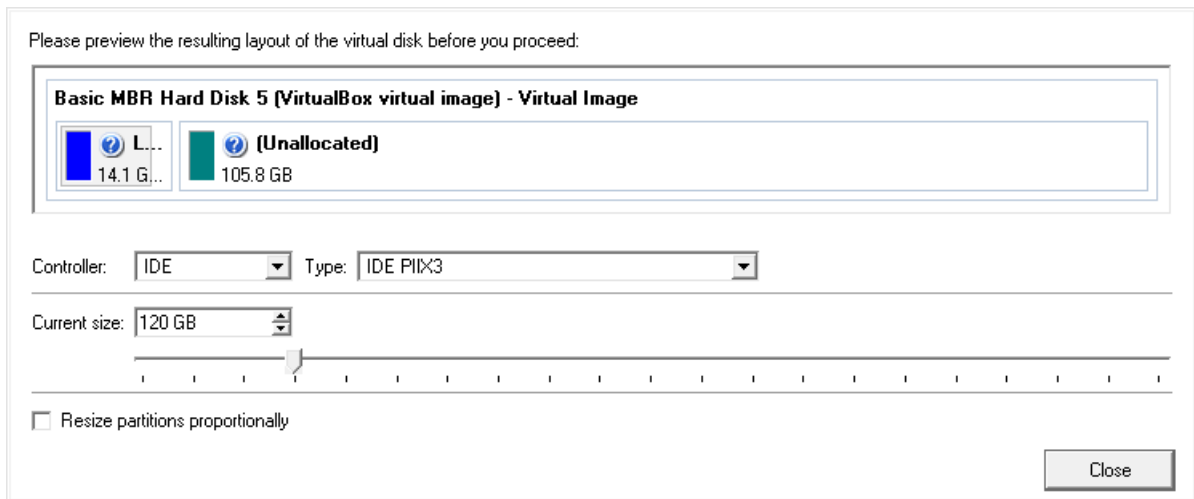 Please preview the resulting layout of the virtual disk before you proceed:
Basic MBR Hard Disk 5 (VirtualBox virtual image) - Virtual Image
L... (Unallocated)
14.1 G... 105.8 GB
Controller: IDE Type: IDE PIIX3
Current size: 120 GB
Resize partitions proportionally
Close